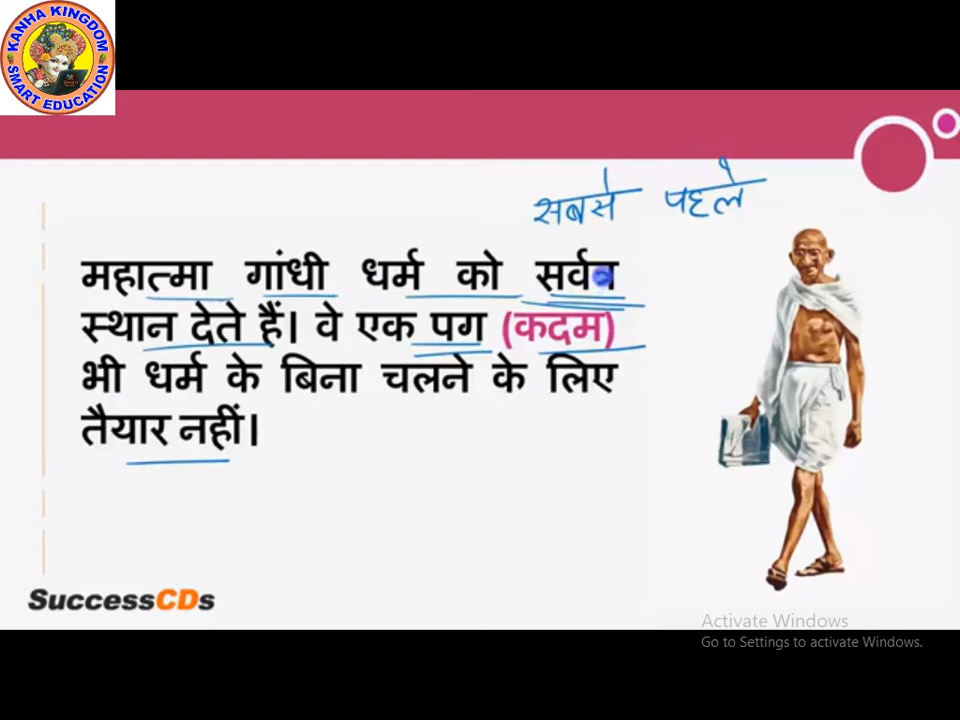 KANHA KINGDOM
SMART EDUCATION
सबसे पहले
महात्मा गांधी धर्म को सर्वत्र
स्थान देते हैं। वे एक पग (कदम)
भी धर्म के बिना चलने के लिए
तैयार नहीं।
SuccessCDs
Activate Windows
Go to Settings to activate Windows.